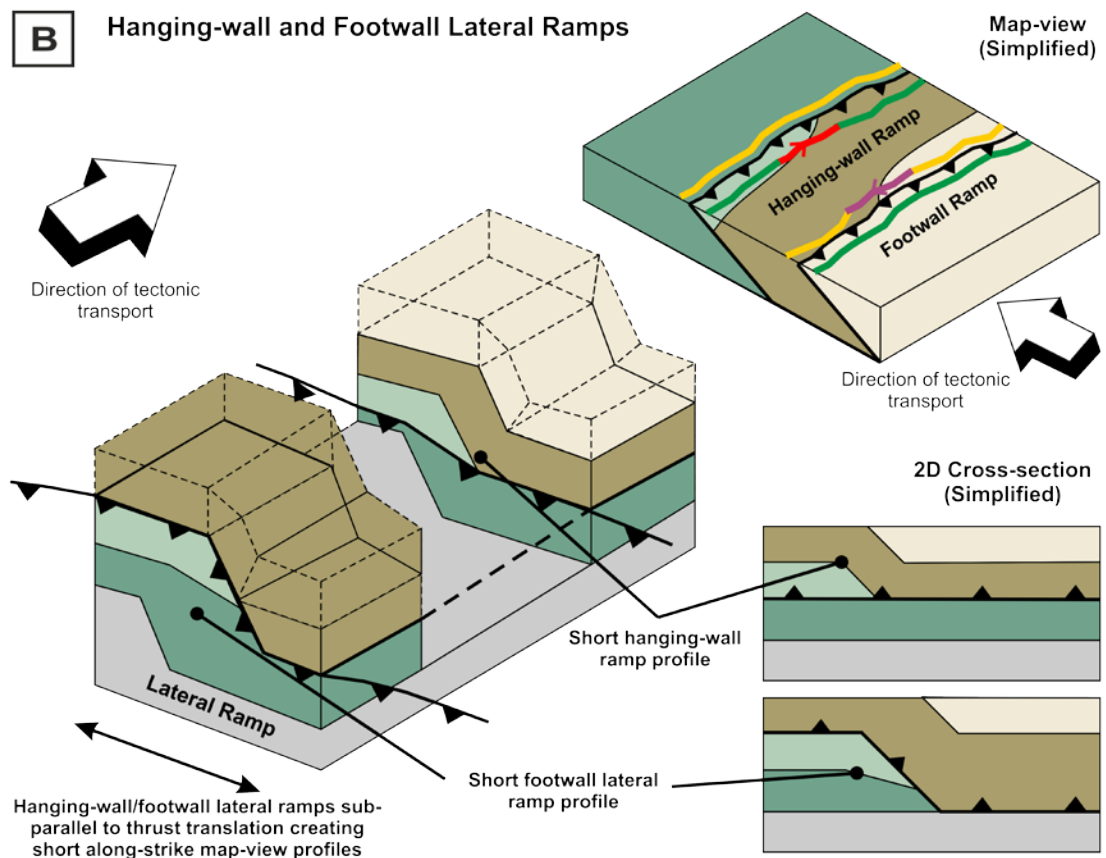 B
Hanging-wall and Footwall Lateral Ramps
Map-view
(Simplified)
Hanging-wall Ramp
Footwall Ramp
Direction of tectonic
transport
Direction of tectonic
transport
2D Cross-section
(Simplified)
Short hanging-wall
ramp profile
Lateral Ramp
Short footwall lateral
ramp profile
Hanging-wall/footwall lateral ramps sub-
parallel to thrust translation creating
short along-strike map-view profiles